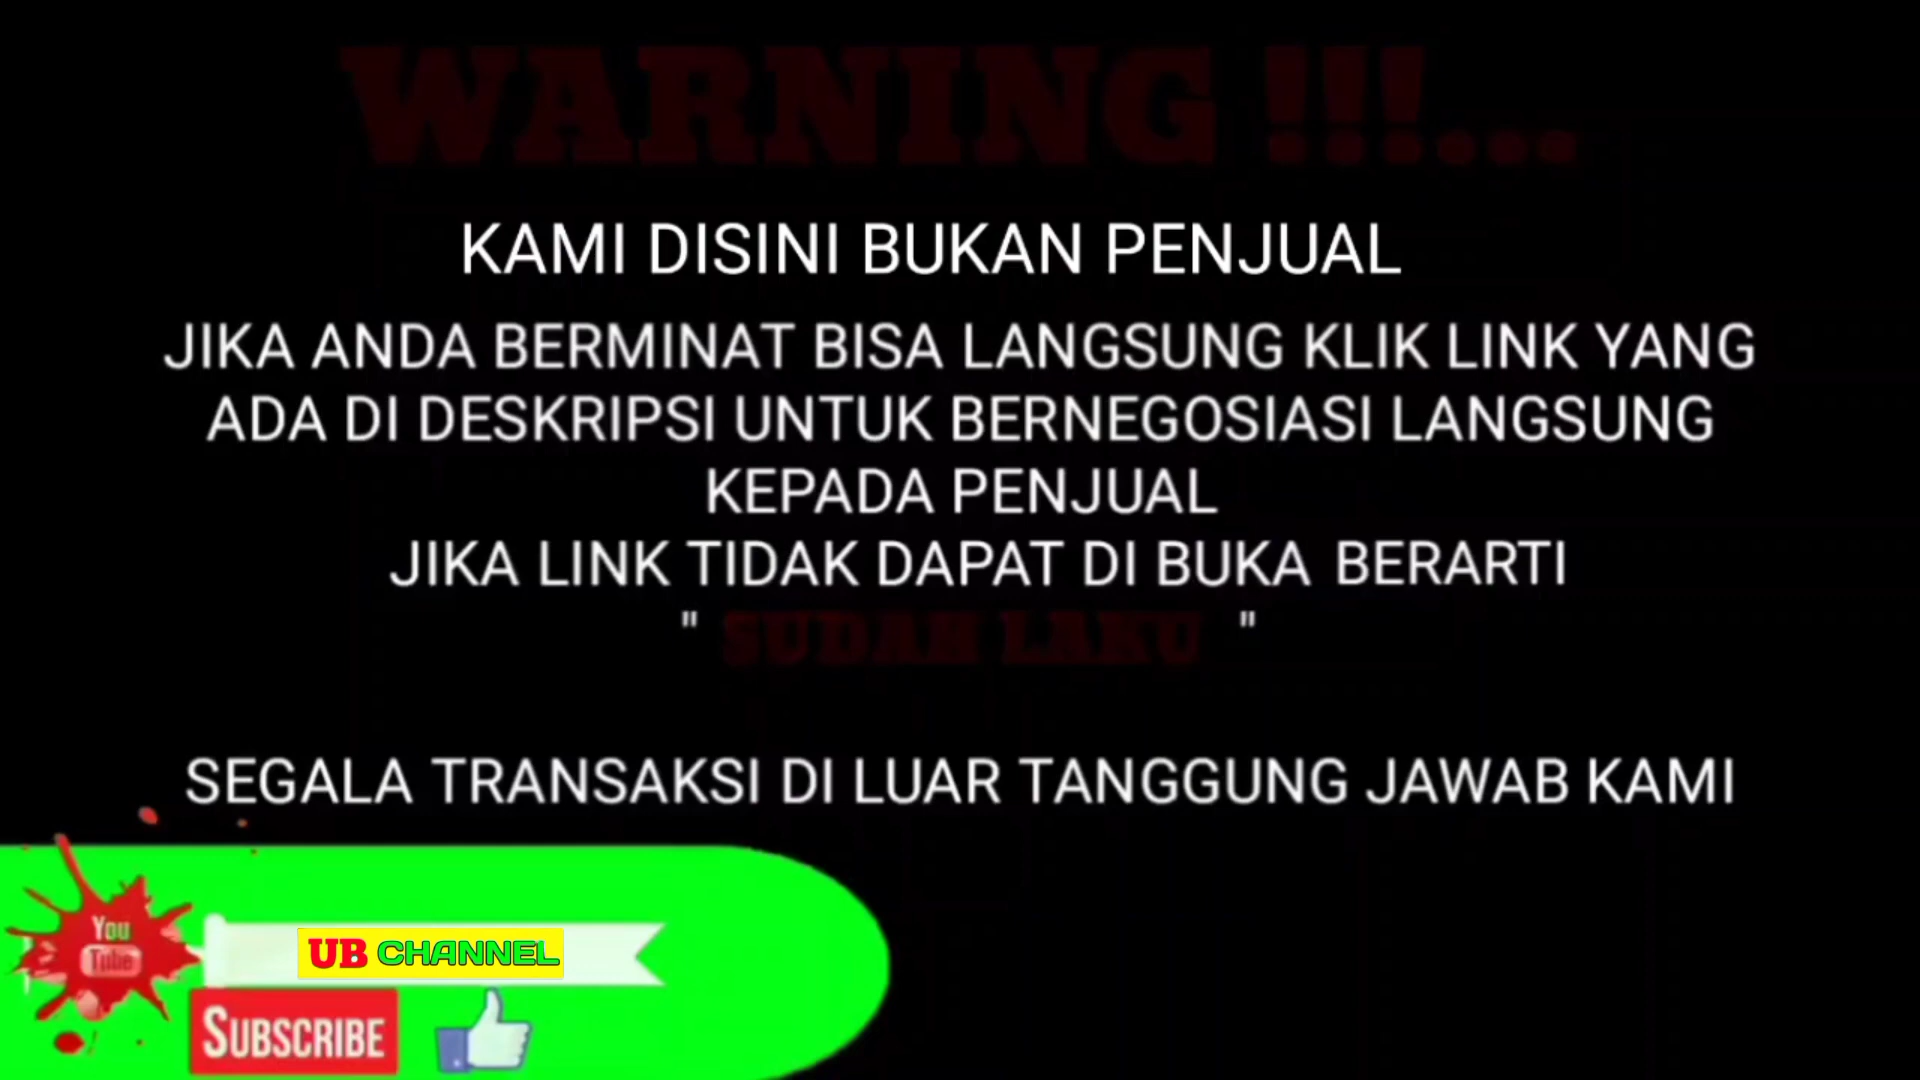 WARNING !!!...
KAMI DISINI BUKAN PENJUAL
JIKA ANDA BERMINAT BISA LANGSUNG KLIK LINK YANG
ADA DI DESKRIPSI UNTUK BERNEGOSIASI LANGSUNG
KEPADA PENJUAL
JIKA LINK TIDAK DAPAT DI BUKA BERARTI
" SUDAH LAKU "
SEGALA TRANSAKSI DI LUAR TANGGUNG JAWAB KAMI
You
Tube
UB CHANNEL
SUBSCRIBE